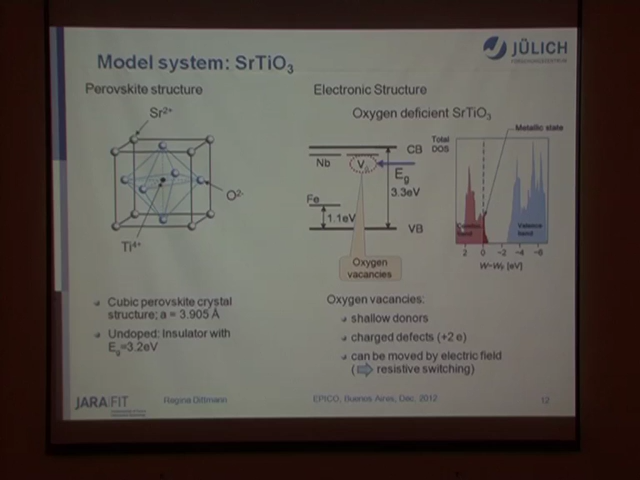 Model system: SrTiO3
JÜLICH
FORSCHUNGSZENTRUM
Perovskite structure
Sr2+
O2-
Ti4+
Cubic perovskite crystal
structure; a = 3.905 Å
Undoped: Insulator with
Eg=3.2eV
Electronic Structure
Oxygen deficient SrTiO3
CB
Nb
Vö
Eg
3.3eV
Fe
1.1eV
VB
Oxygen
vacancies
Metallic state
Total
DOS
band
Valence
band
2 0 -2 -4 -6
W-WF [eV]
Oxygen vacancies:
shallow donors
charged defects (+2 e)
can be moved by electric field
( resistive switching)
JARA|FIT
Regina Dittmann
EPICO, Buenos Aires, Dec. 2012
12